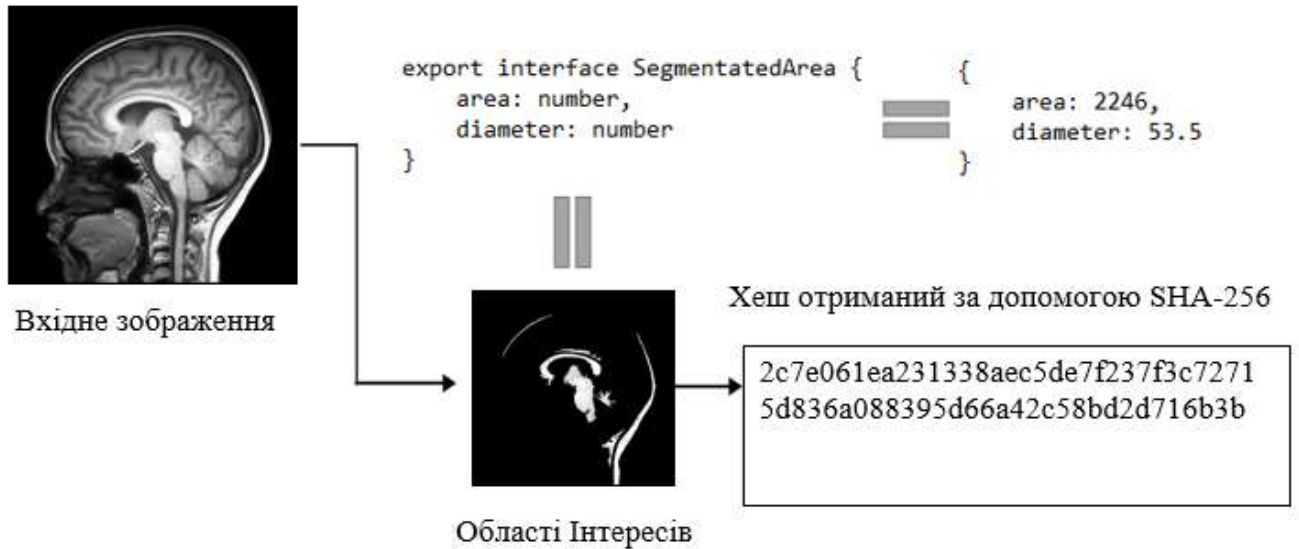 export interface SegmentatedArea {
area: number,
diameter: number
}
{
area: 2246,
diameter: 53.5
}
Вхідне зображення
Хеш отриманий за допомогою SHA-256
2c7e061ea231338aec5de7f237f3c7271
5d836a088395d66a42c58bd2d716b3b
Області Інтересів